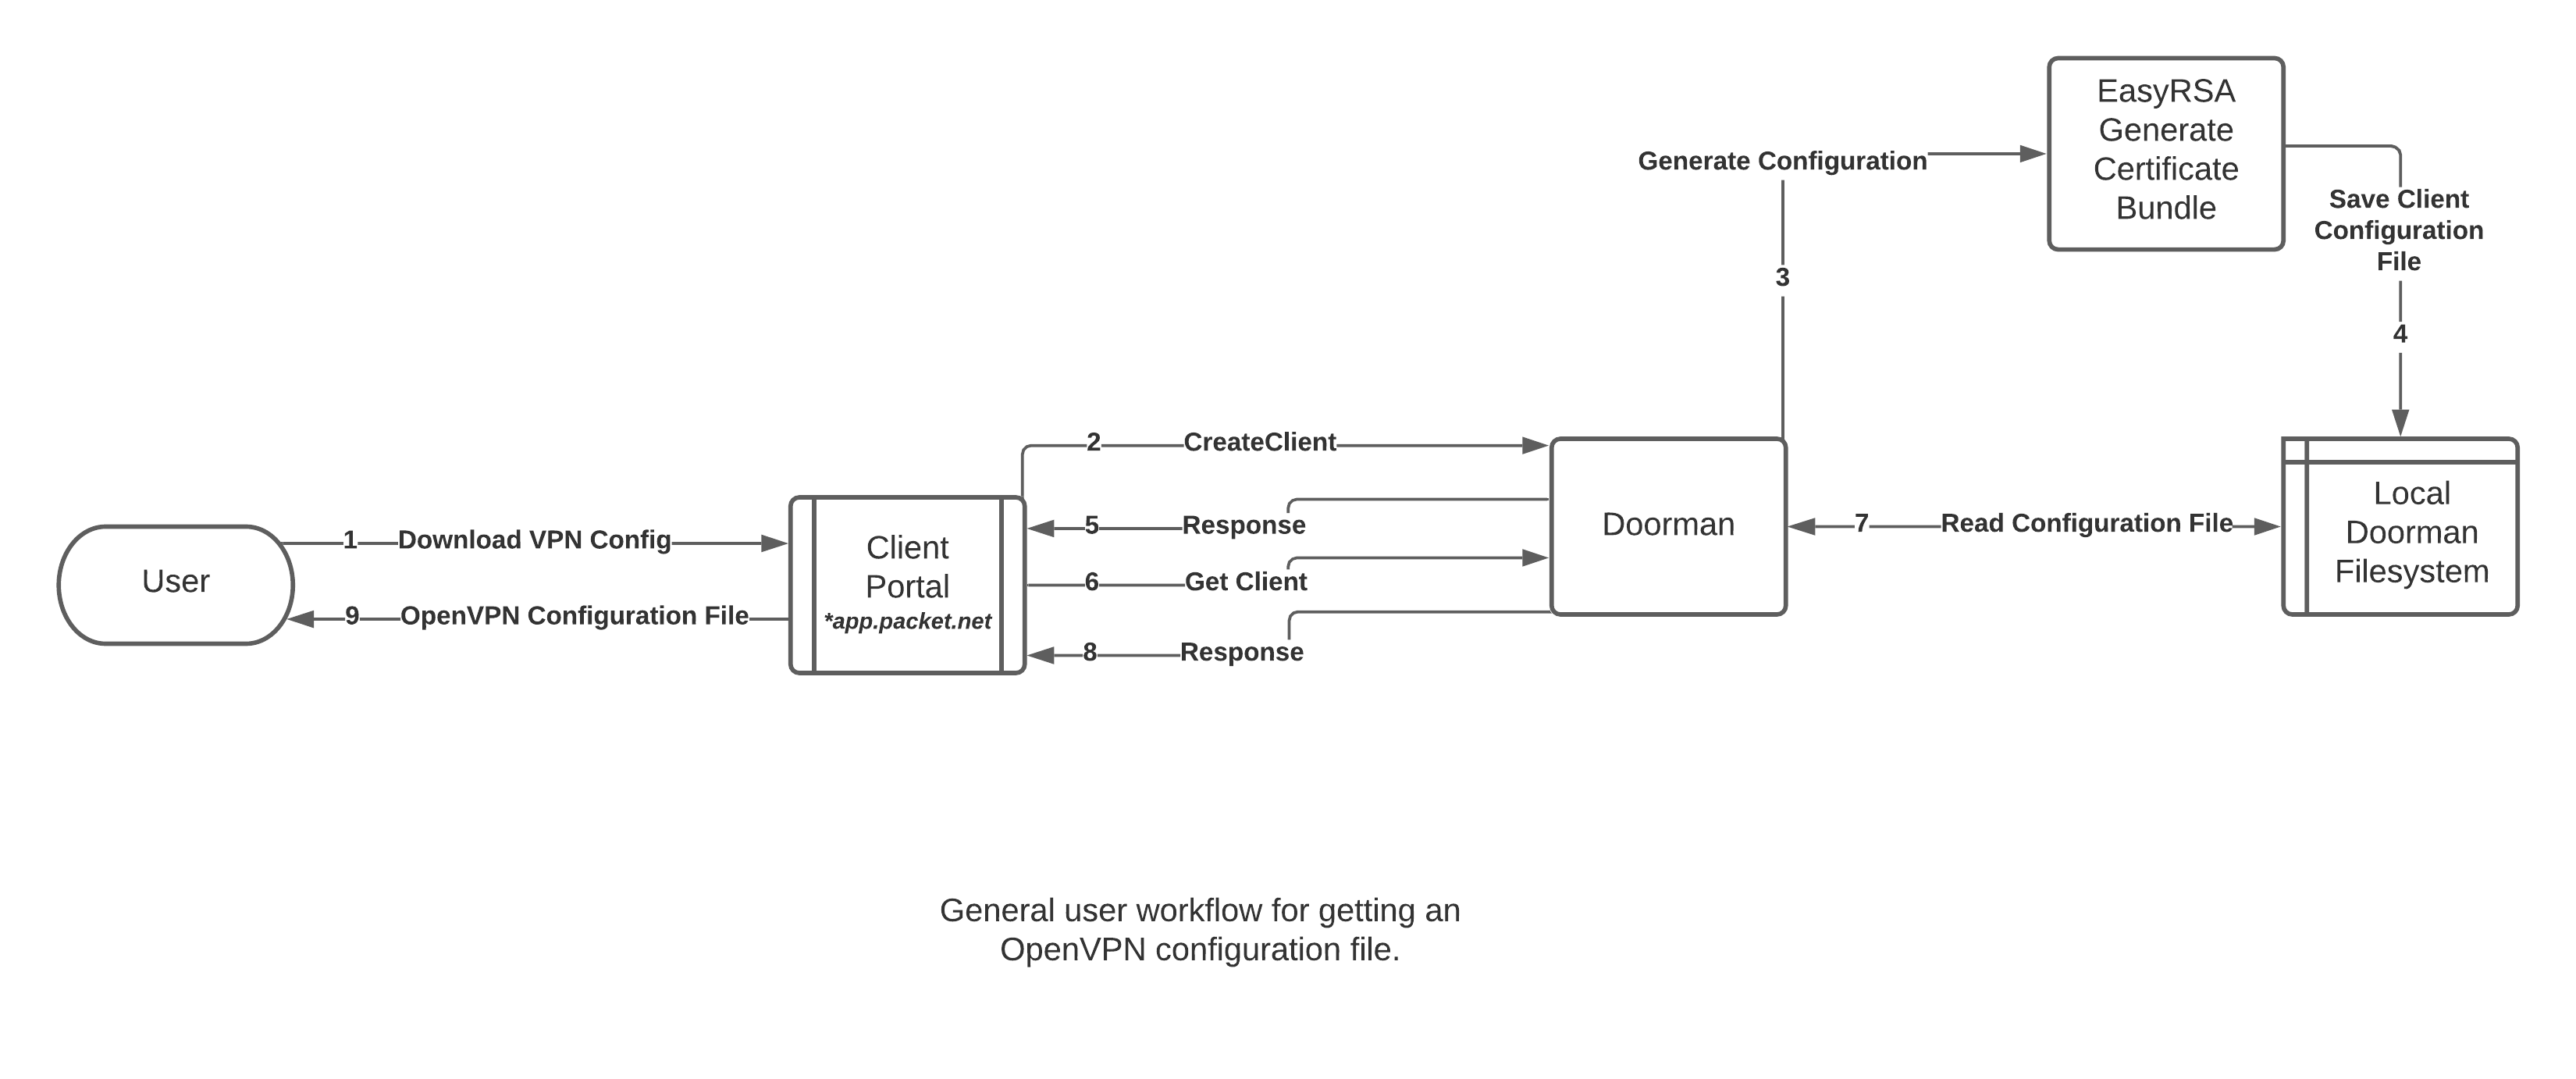 EasyRSA
Generate
Certificate
Bundle
Generate Configuration
Save Client
Configuration
File
3
4
2
CreateClient
5
Response
6
Get Client
8
Response
Doorman
7
Read Configuration File
Local
Doorman
Filesystem
1
Download VPN Config
User
9
OpenVPN Configuration File
Client
Portal
*app.packet.net
General user workflow for getting an
OpenVPN configuration file.